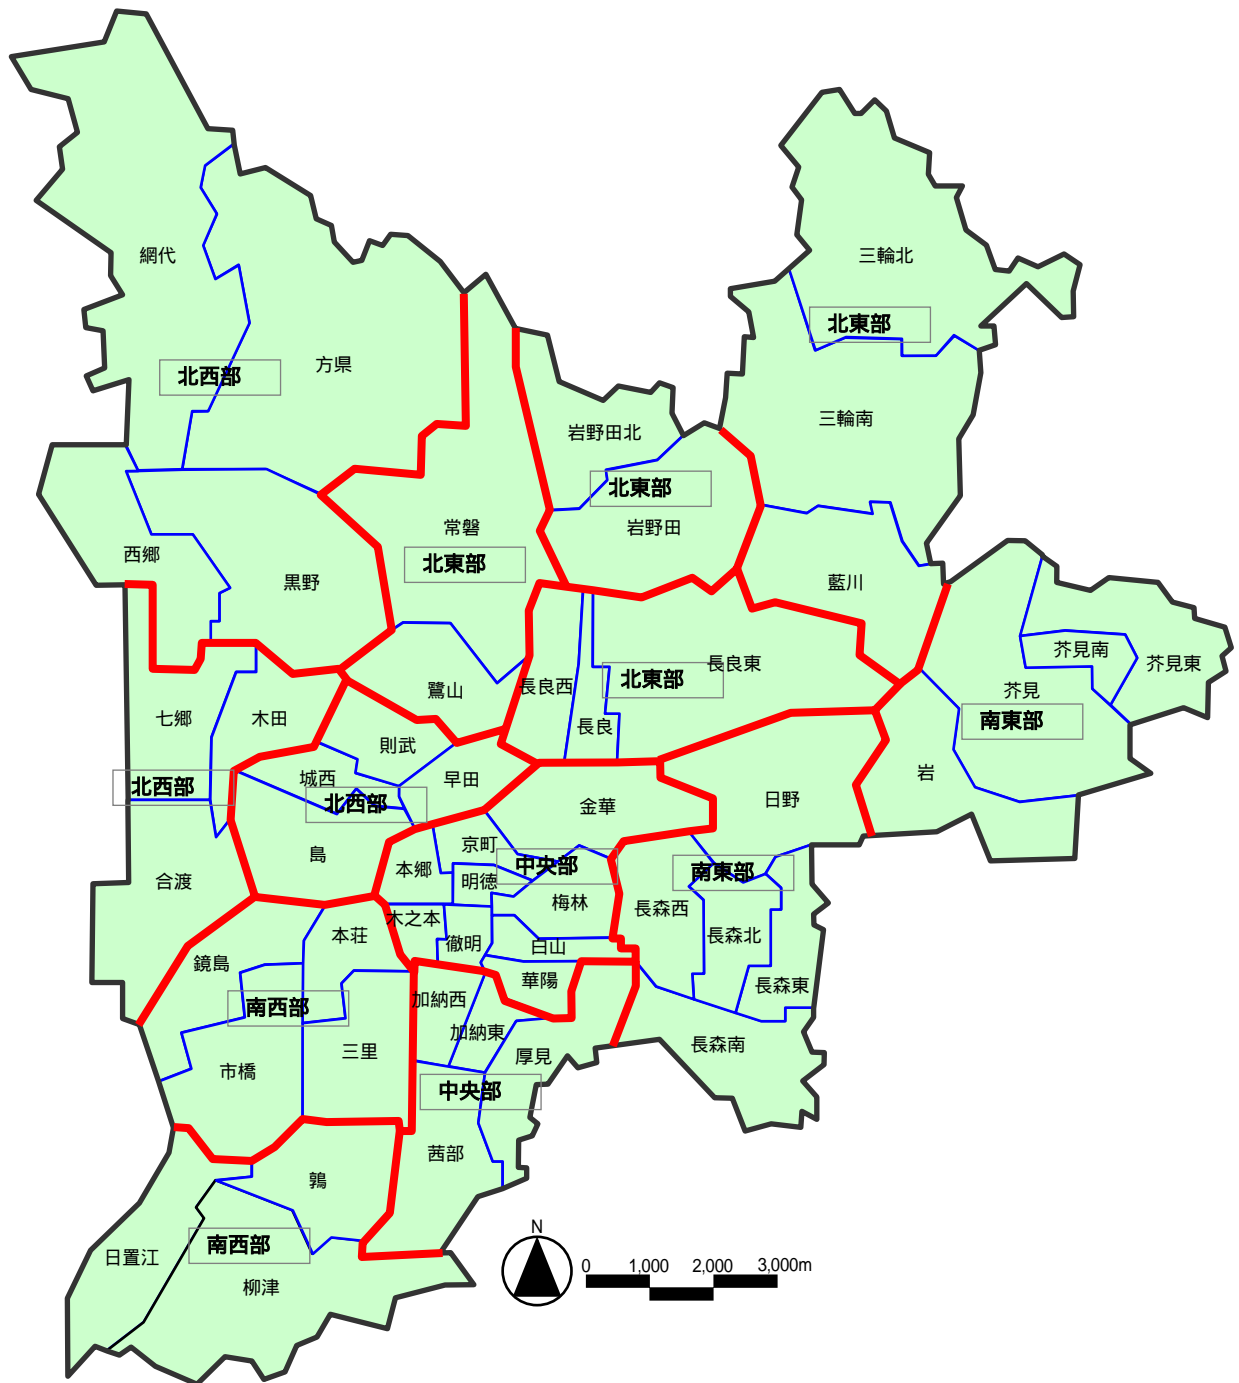 網代
三輪北
北東部
方県
北西部
三輪南
岩野田北
北東部
岩野田
常磐
北東部
西郷
黒野
藍川
芥見南
芥見東
長良東
北東部
長良西
鷺山
芥見
南東部
七郷
木田
長良
則武
岩
城西
早田
北西部
北西部
金華
日野
京町
島
本郷
中央部
南東部
合渡
明徳
梅林
長森西
木之本
本荘
長森北
徹明
白山
鏡島
華陽
長森東
加納西
南西部
加納東
長森南
三里
厚見
市橋
中央部
茜部
鶉
日置江
南西部
柳津
N
0 1,000 2,000 3,000m